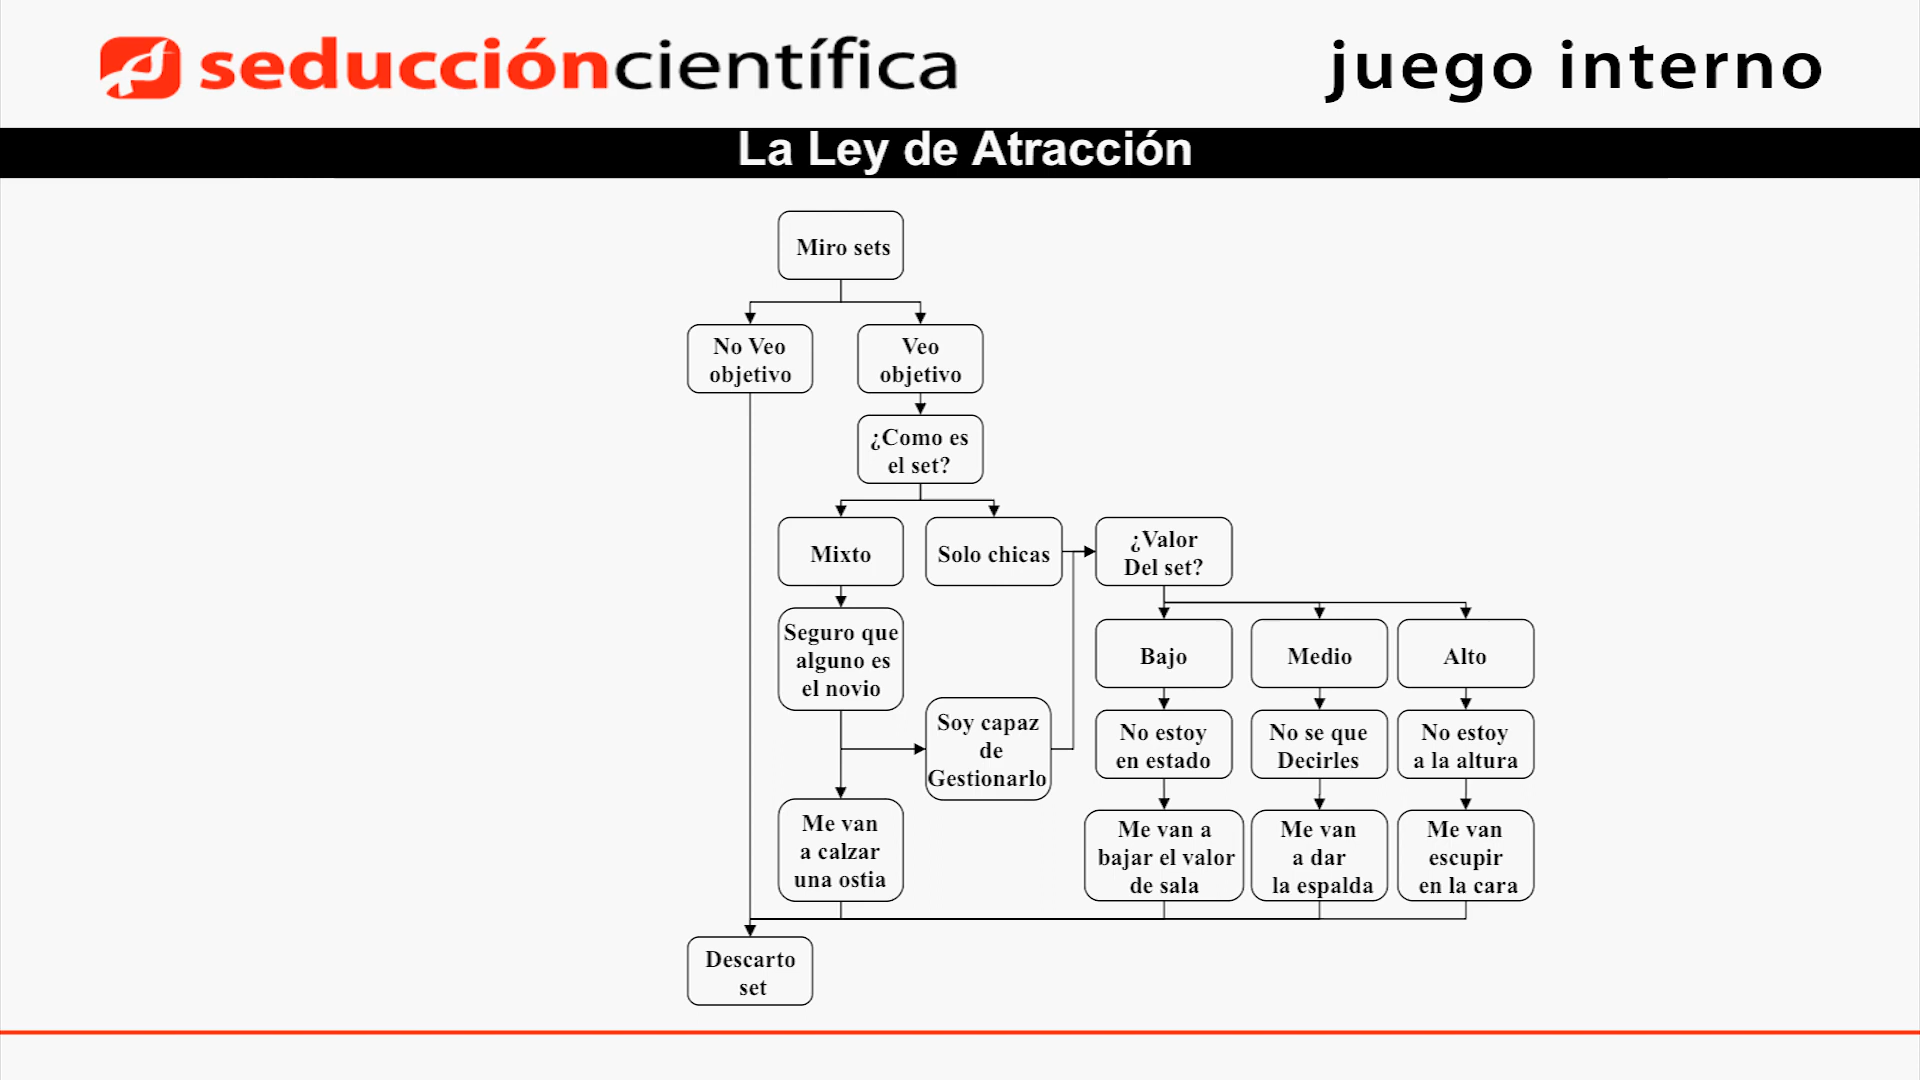 seduccióncientífica
juego interno
La Ley de Atracción
Miro sets
No Veo
objetivo
Veo
objetivo
¿Como es
el set?
Mixto
Solo chicas
¿Valor
Del set?
Seguro que
alguno es
el novio
Bajo
Medio
Alto
Soy capaz
de
Gestionarlo
No estoy
en estado
No se que
Decirles
No estoy
a la altura
Me van
a calzar
una ostia
Me van a
bajar el valor
de sala
Me van
a dar
la espalda
Me van
escupir
en la cara
Descarto
set